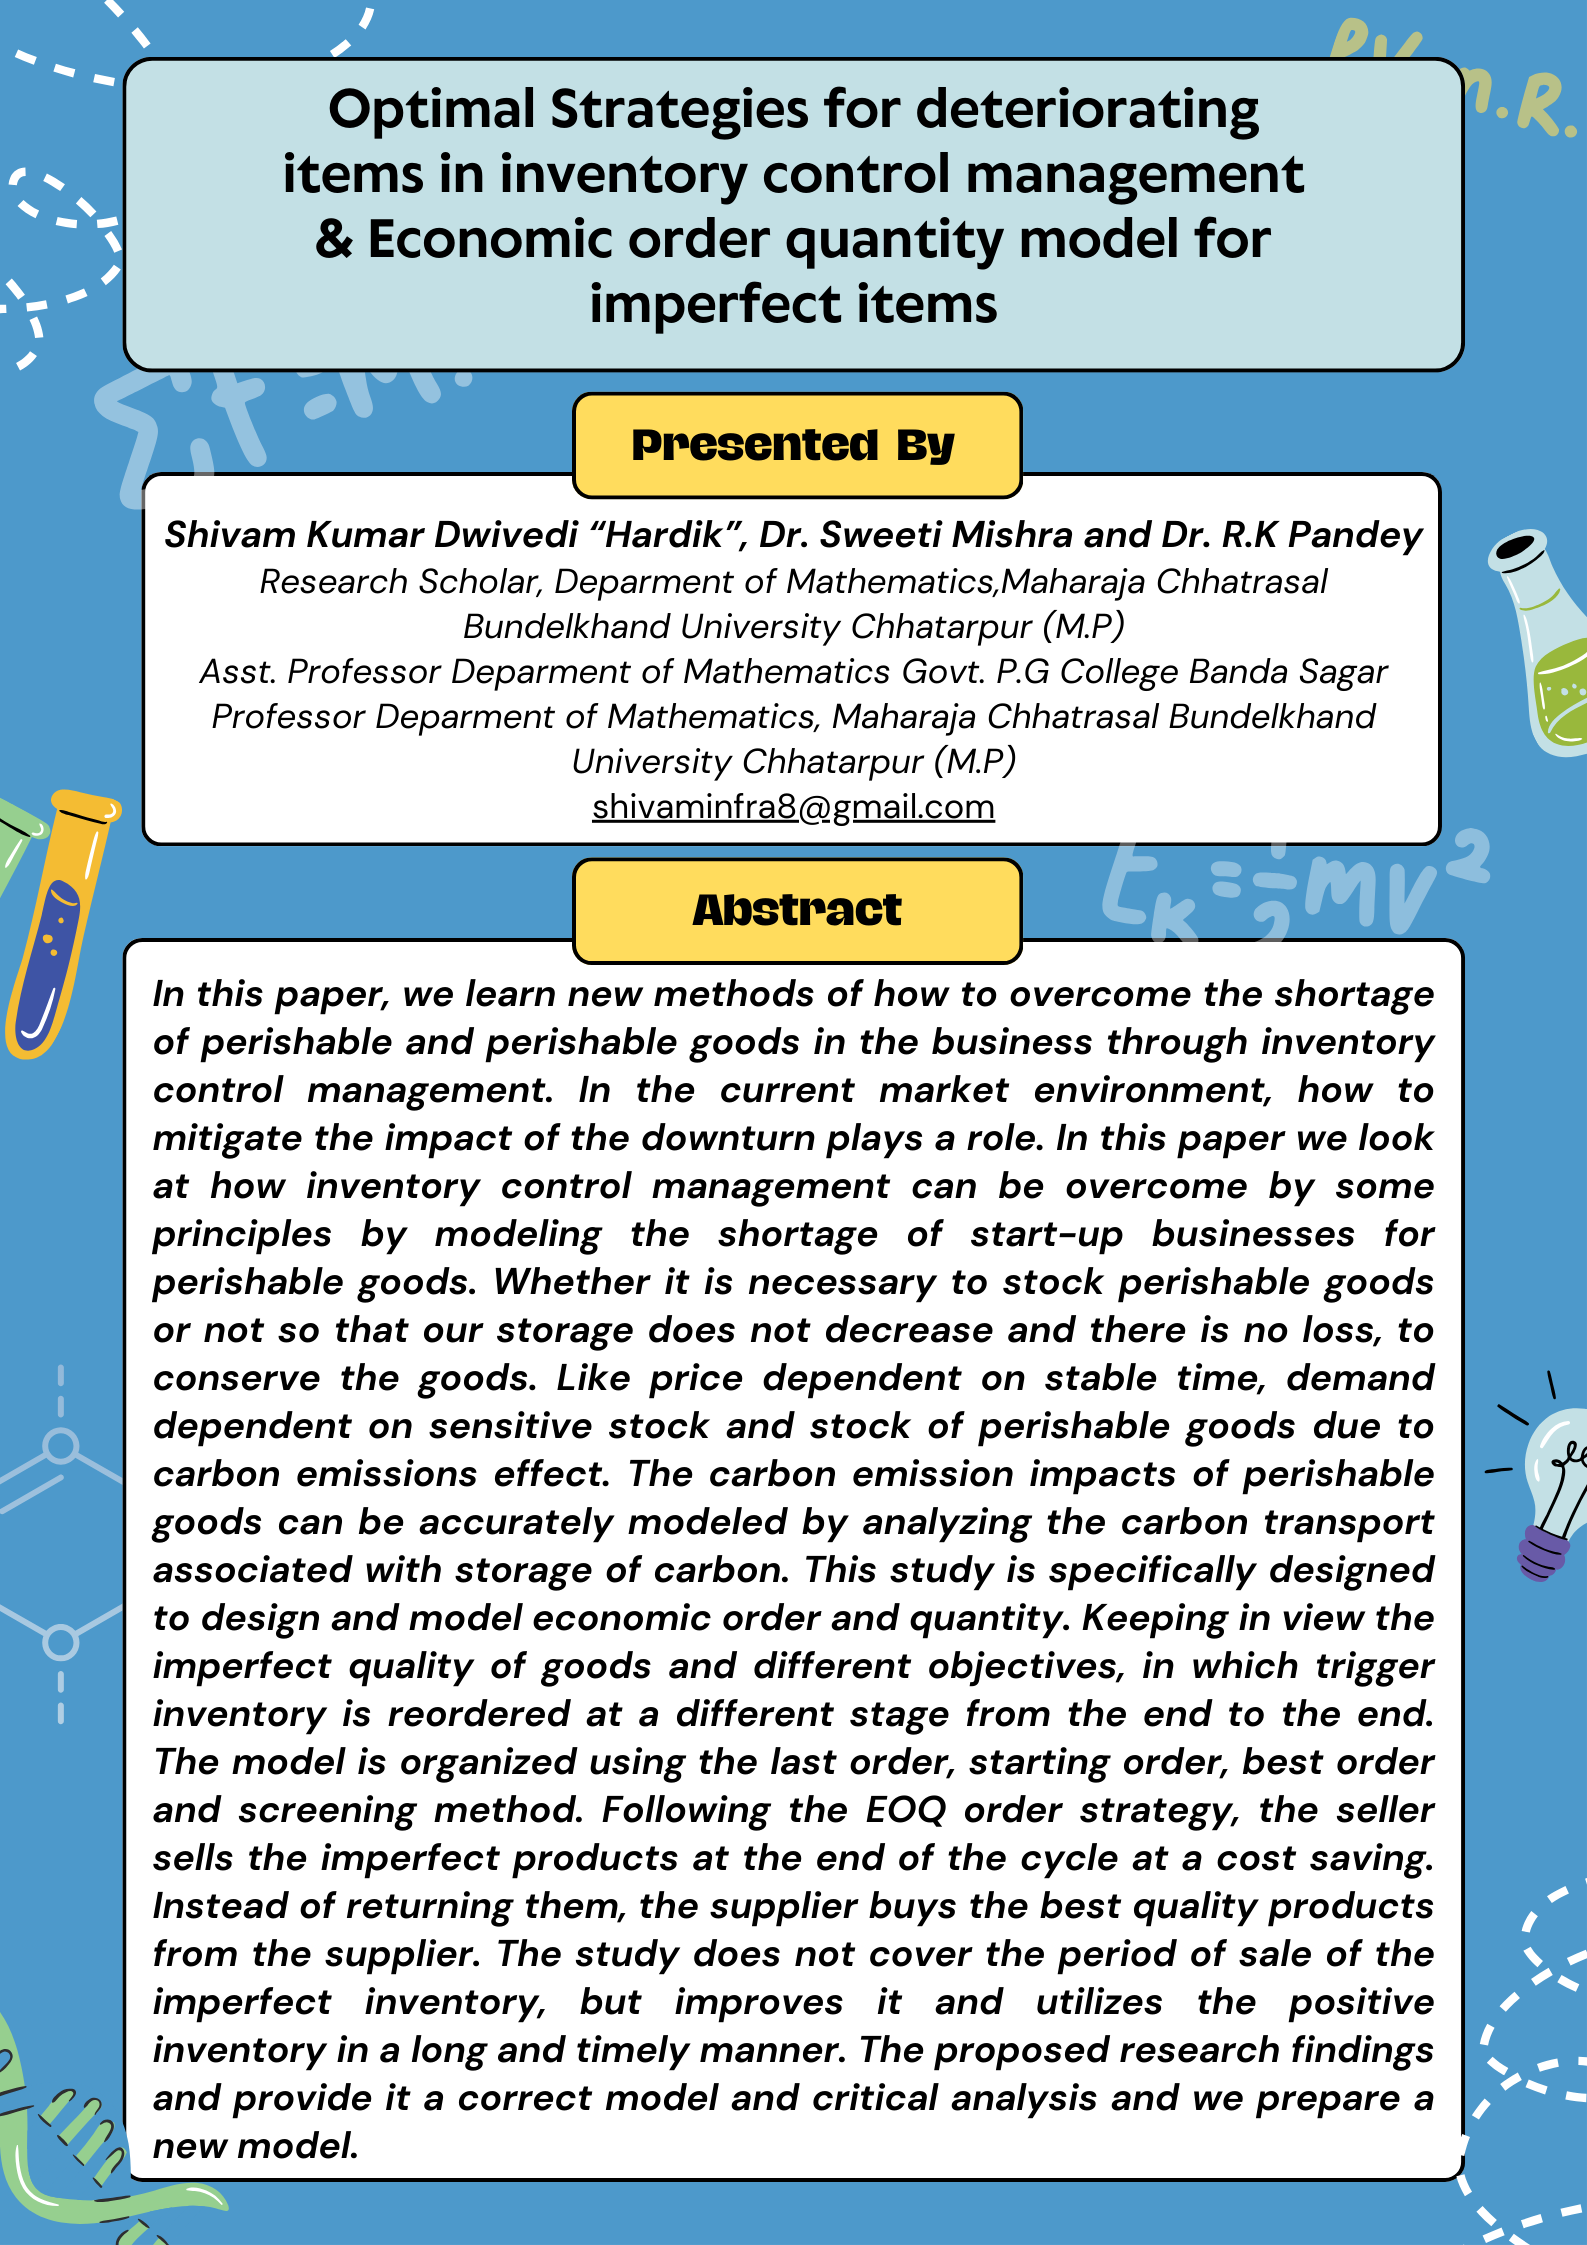 Optimal Strategies for deteriorating
items in inventory control management
& Economic order quantity model for
imperfect items
Presented By
Shivam Kumar Dwivedi “Hardik”, Dr. Sweeti Mishra and Dr. R.K Pandey
Research Scholar, Deparment of Mathematics,Maharaja Chhatrasal
Bundelkhand University Chhatarpur (M.P)
Asst. Professor Deparment of Mathematics Govt. P.G College Banda Sagar
Professor Deparment of Mathematics, Maharaja Chhatrasal Bundelkhand
University Chhatarpur (M.P)
shivaminfra8@gmail.com
Abstract
In this paper, we learn new methods of how to overcome the shortage
of perishable and perishable goods in the business through inventory
control management. In the current market environment, how to
mitigate the impact of the downturn plays a role. In this paper we look
at how inventory control management can be overcome by some
principles by modeling the shortage of start-up businesses for
perishable goods. Whether it is necessary to stock perishable goods
or not so that our storage does not decrease and there is no loss, to
conserve the goods. Like price dependent on stable time, demand
dependent on sensitive stock and stock of perishable goods due to
carbon emissions effect. The carbon emission impacts of perishable
goods can be accurately modeled by analyzing the carbon transport
associated with storage of carbon. This study is specifically designed
to design and model economic order and quantity. Keeping in view the
imperfect quality of goods and different objectives, in which trigger
inventory is reordered at a different stage from the end to the end.
The model is organized using the last order, starting order, best order
and screening method. Following the EOQ order strategy, the seller
sells the imperfect products at the end of the cycle at a cost saving.
Instead of returning them, the supplier buys the best quality products
from the supplier. The study does not cover the period of sale of the
imperfect inventory, but improves it and utilizes the positive
inventory in a long and timely manner. The proposed research findings
and provide it a correct model and critical analysis and we prepare a
new model.